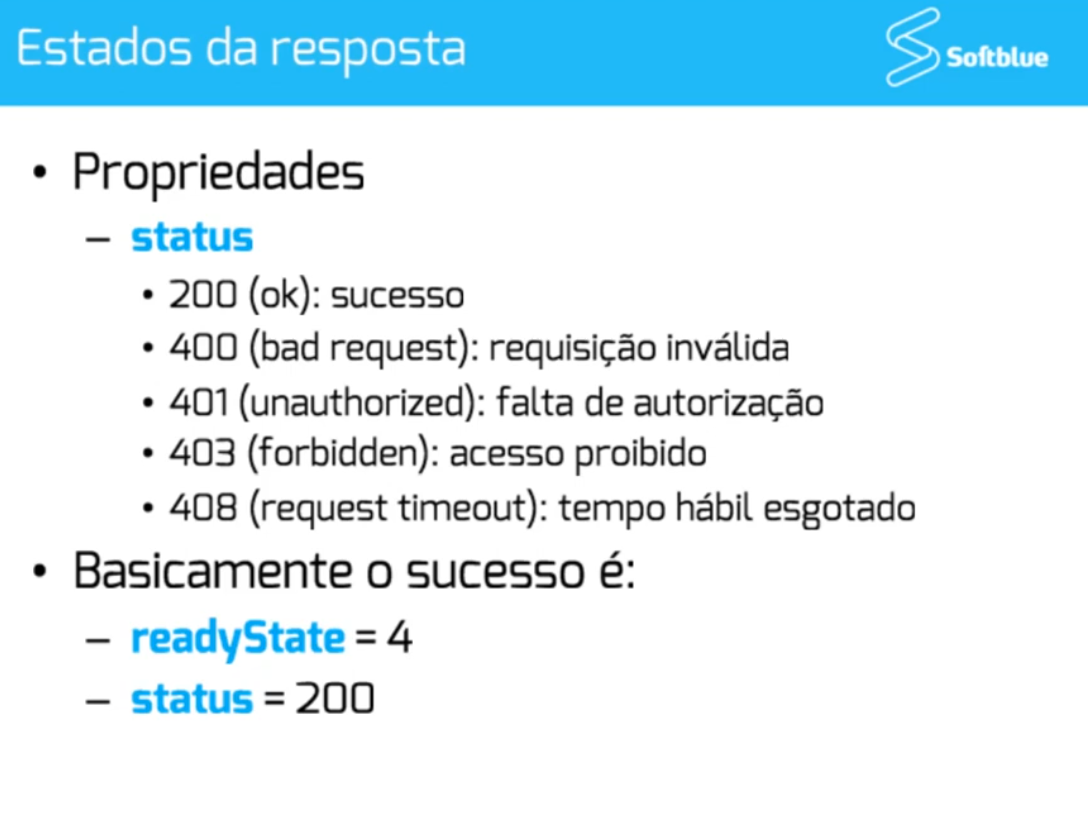 Estados da resposta
Softblue
• Propriedades
– status
• 200 (ok): sucesso
• 400 (bad request): requisição inválida
• 401 (unauthorized): falta de autorização
• 403 (forbidden): acesso proibido
• 408 (request timeout): tempo hábil esgotado
• Basicamente o sucesso é:
– readyState = 4
– status = 200